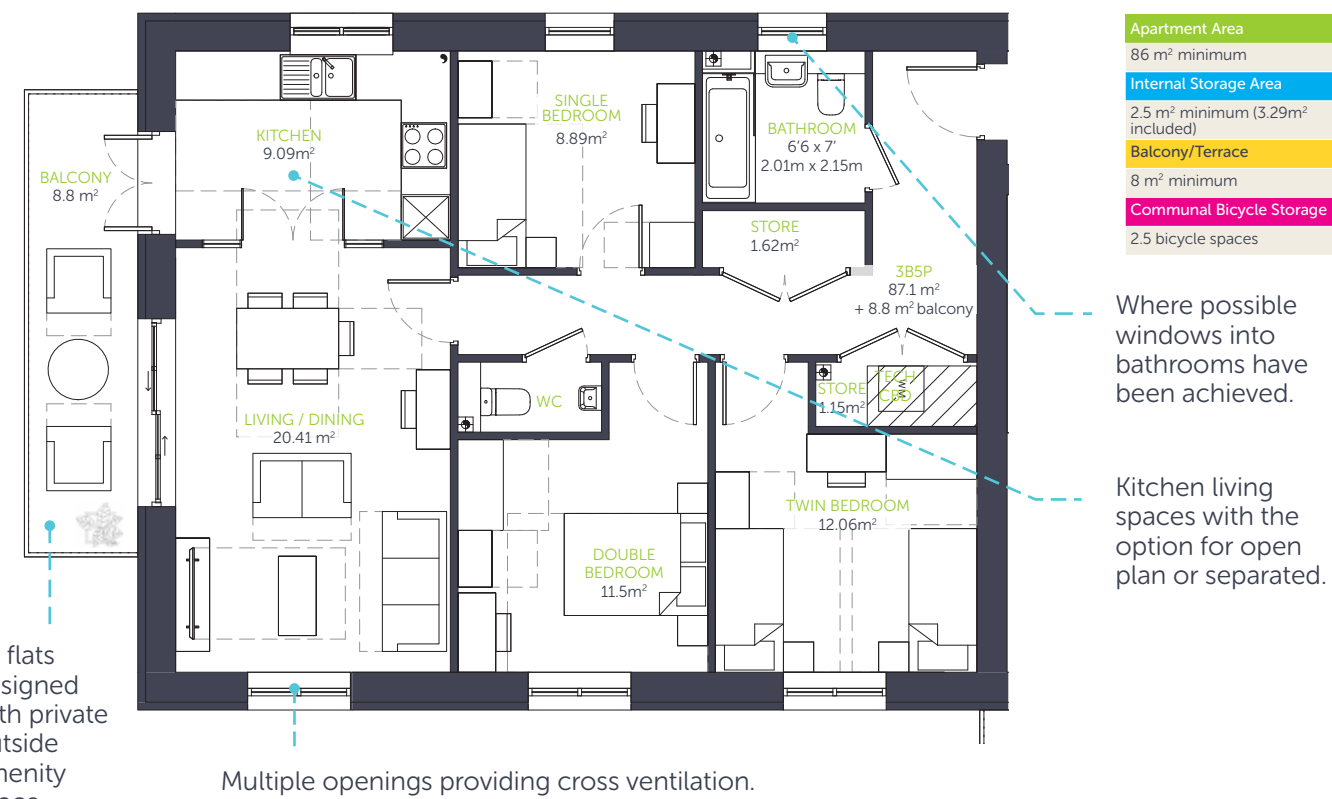 Apartment Area
86 m² minimum
Internal Storage Area
2.5 m² minimum (3.29m²
included)
Balcony/Terrace
8 m² minimum
Communal Bicycle Storage
2.5 bicycle spaces
KITCHEN
9.09m²
SINGLE
BEDROOM
8.89m²
BATHROOM
6'6 x 7'
2.01m x 2.15m
BALCONY
8.8 m²
STORE
1.62m²
3B5P
87.1 m²
+ 8.8 m² balcony
Where possible
windows into
bathrooms have
been achieved.
STORE
1.15m²
TECH
CBD
WM
WC
LIVING / DINING
20.41 m²
Kitchen living
spaces with the
option for open
plan or separated.
TWIN BEDROOM
12.06m²
DOUBLE
BEDROOM
11.5m²
flats
signed
th private
utside
menity
Multiple openings providing cross ventilation.